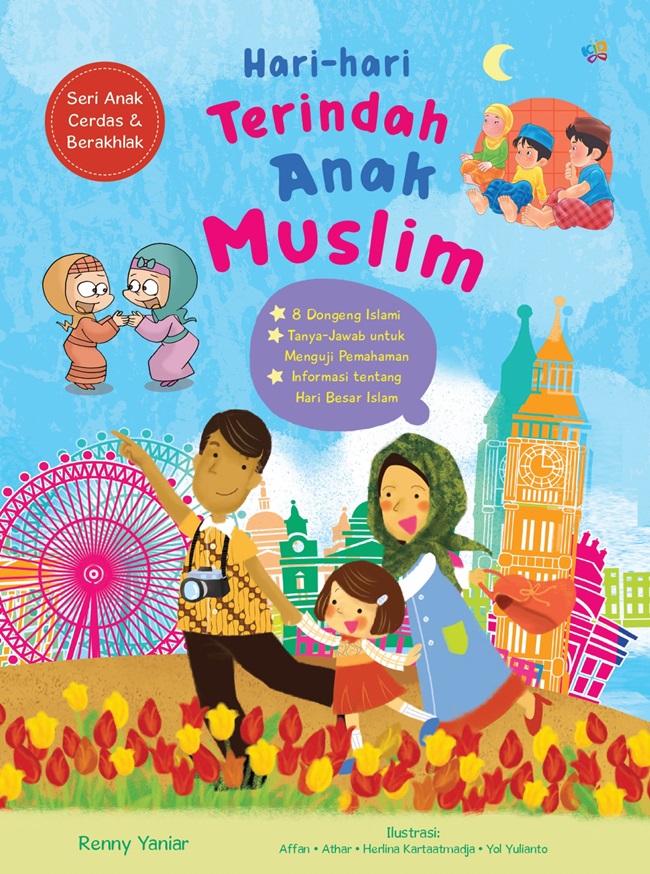 Hari-hari
Terindah
Anak
Muslim
Seri Anak
Cerdas &
Berakhlak
8 Dongeng Islami
Tanya-Jawab untuk
Menguji Pemahaman
Informasi tentang
Hari Besar Islam
Renny Yaniar
Ilustrasi:
Affan • Athar • Herlina Kartaatmadja • Yol Yulianto